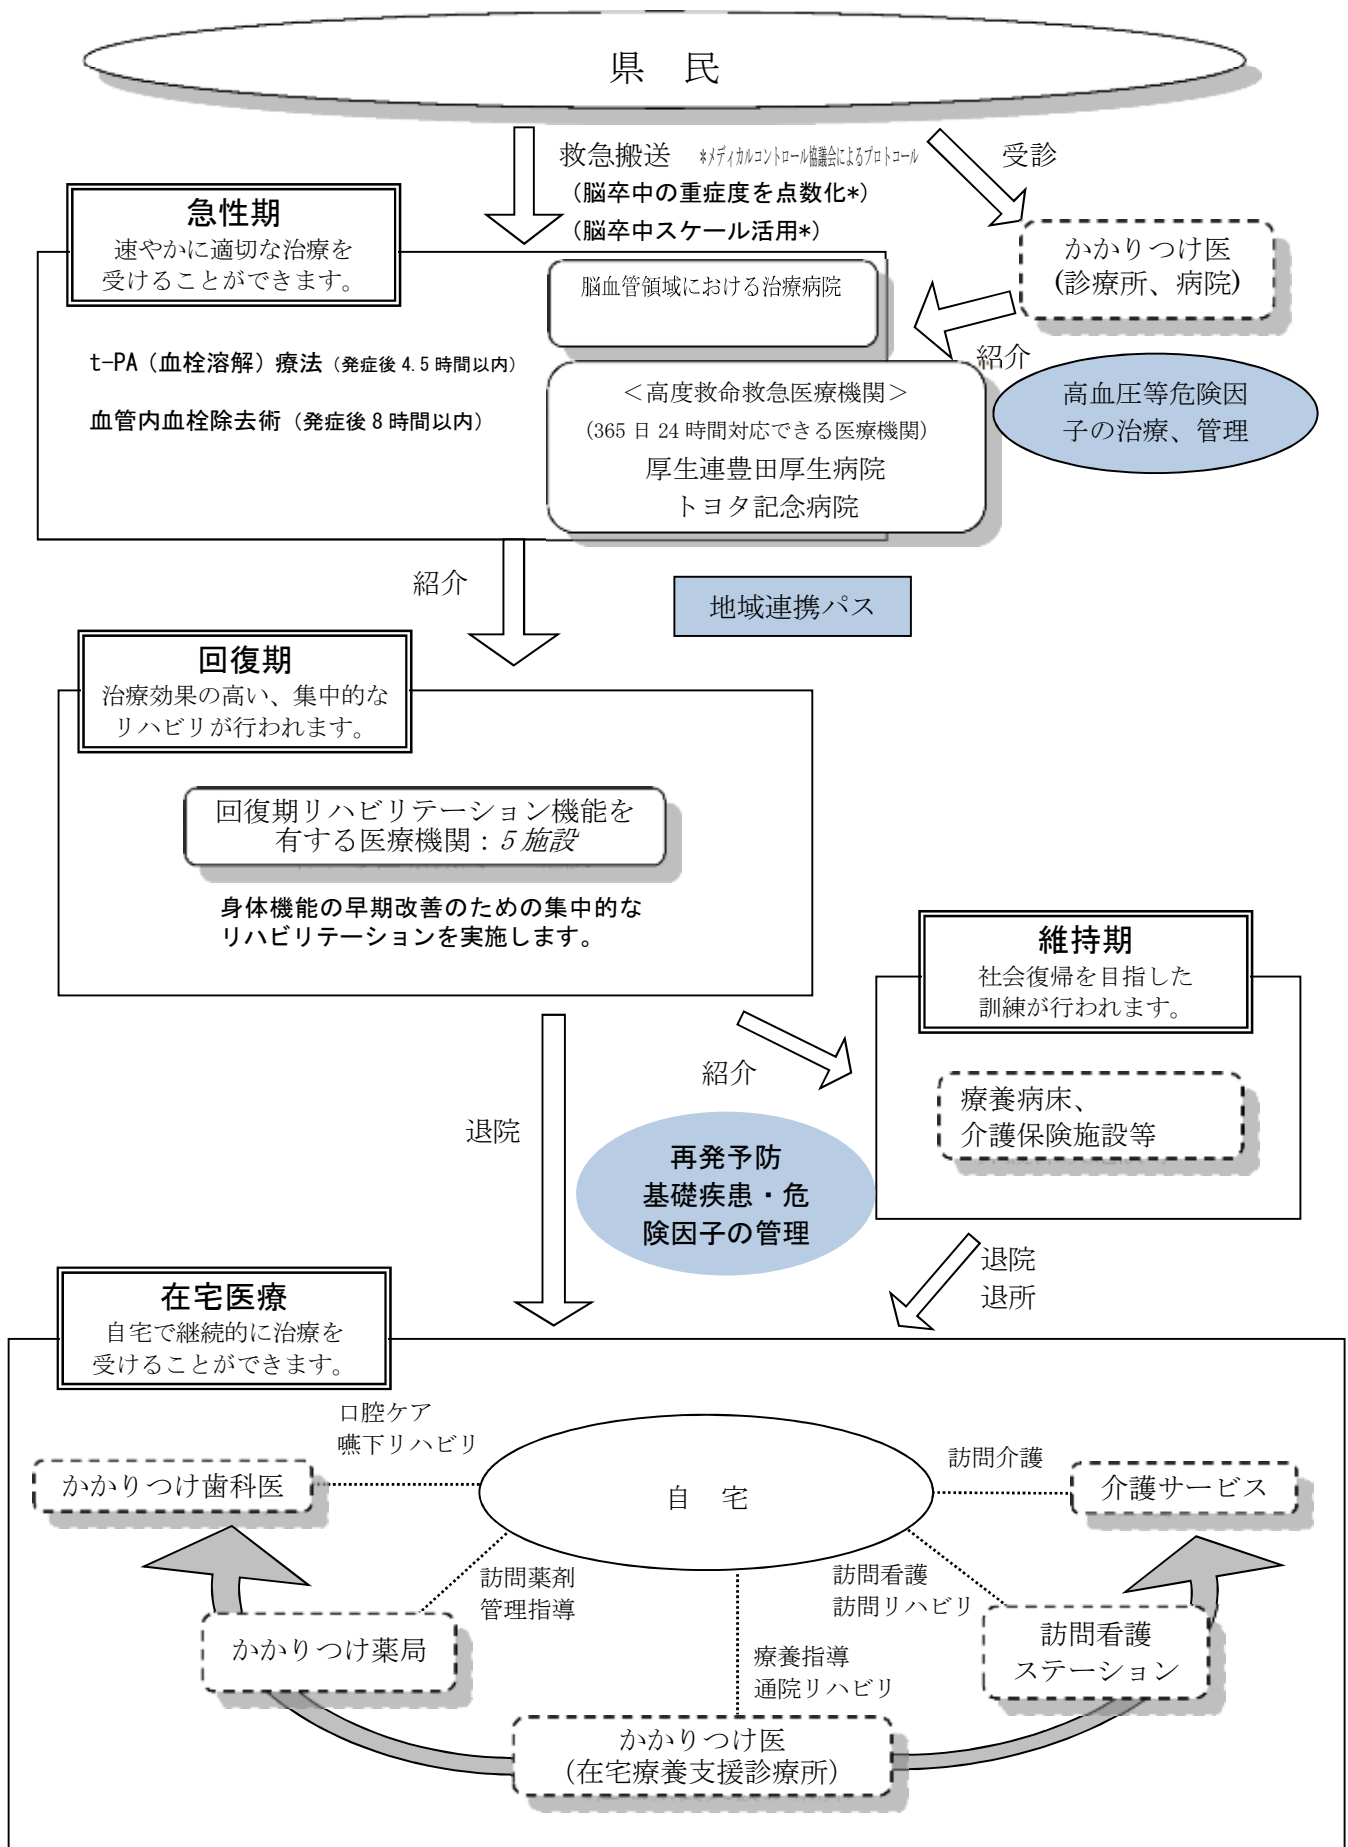 県　民
救急搬送　*メディカルコントロール協議会によるプロトコール
(脳卒中の重症度を点数化*)
(脳卒中スケール活用*)
受診
急性期
速やかに適切な治療を
受けることができます。
かかりつけ医
(診療所、病院)
脳血管領域における治療病院
紹介
t-PA（血栓溶解）療法（発症後 4.5 時間以内）
血管内血栓除去術（発症後 8 時間以内）
＜高度救命救急医療機関＞
(365 日 24 時間対応できる医療機関)
厚生連豊田厚生病院
トヨタ記念病院
高血圧等危険因
子の治療、管理
紹介
地域連携パス
回復期
治療効果の高い、集中的な
リハビリが行われます。
回復期リハビリテーション機能を
有する医療機関：5 施設
身体機能の早期改善のための集中的な
リハビリテーションを実施します。
維持期
社会復帰を目指した
訓練が行われます。
紹介
療養病床、
介護保険施設等
退院
再発予防
基礎疾患・危
険因子の管理
退院
退所
在宅医療
自宅で継続的に治療を
受けることができます。
口腔ケア
嚥下リハビリ
かかりつけ歯科医
自　宅
訪問介護
介護サービス
訪問薬剤
管理指導
訪問看護
訪問リハビリ
かかりつけ薬局
訪問看護
ステーション
療養指導
通院リハビリ
かかりつけ医
(在宅療養支援診療所)